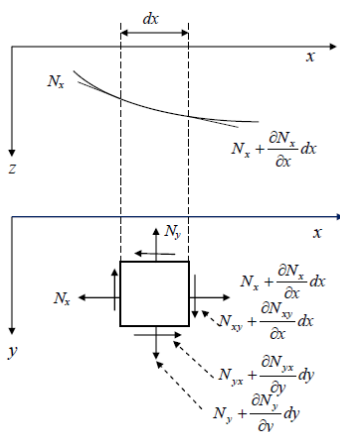 dx
x
N_x
N_x + ∂N_x/∂x dx
z
x
N_y
N_x
N_x + ∂N_x/∂x dx
N_xy + ∂N_xy/∂x dx
y
N_yx + ∂N_yx/∂y dy
N_y + ∂N_y/∂y dy